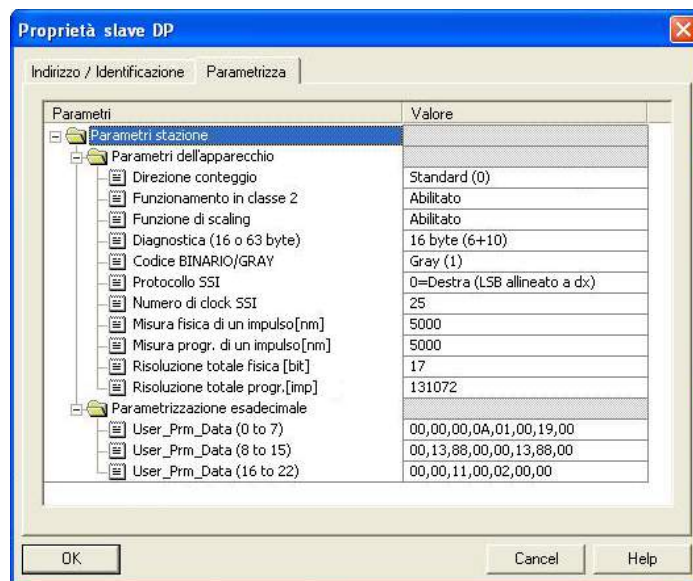 Proprietà slave DP
Indirizzo / Identificazione Parametrizza
Parametri Valore
Parametri stazione
Parametri dell'apparecchio
Direzione conteggio Standard (0)
Funzionamento in classe 2 Abilitato
Funzione di scaling Abilitato
Diagnostica (16 o 63 byte) 16 byte (6+10)
Codice BINARIO/GRAY Gray (1)
Protocollo SSI 0=Destra (LSB allineato a dx)
Numero di clock SSI 25
Misura fisica di un impulso[nm] 5000
Misura progr. di un impulso[nm] 5000
Risoluzione totale fisica [bit] 17
Risoluzione totale progr.[imp] 131072
Parametrizzazione esadecimale
User_Prm_Data (0 to 7) 00,00,00,0A,01,00,19,00
User_Prm_Data (8 to 15) 00,13,88,00,00,13,88,00
User_Prm_Data (16 to 22) 00,00,11,00,02,00,00
OK Cancel Help